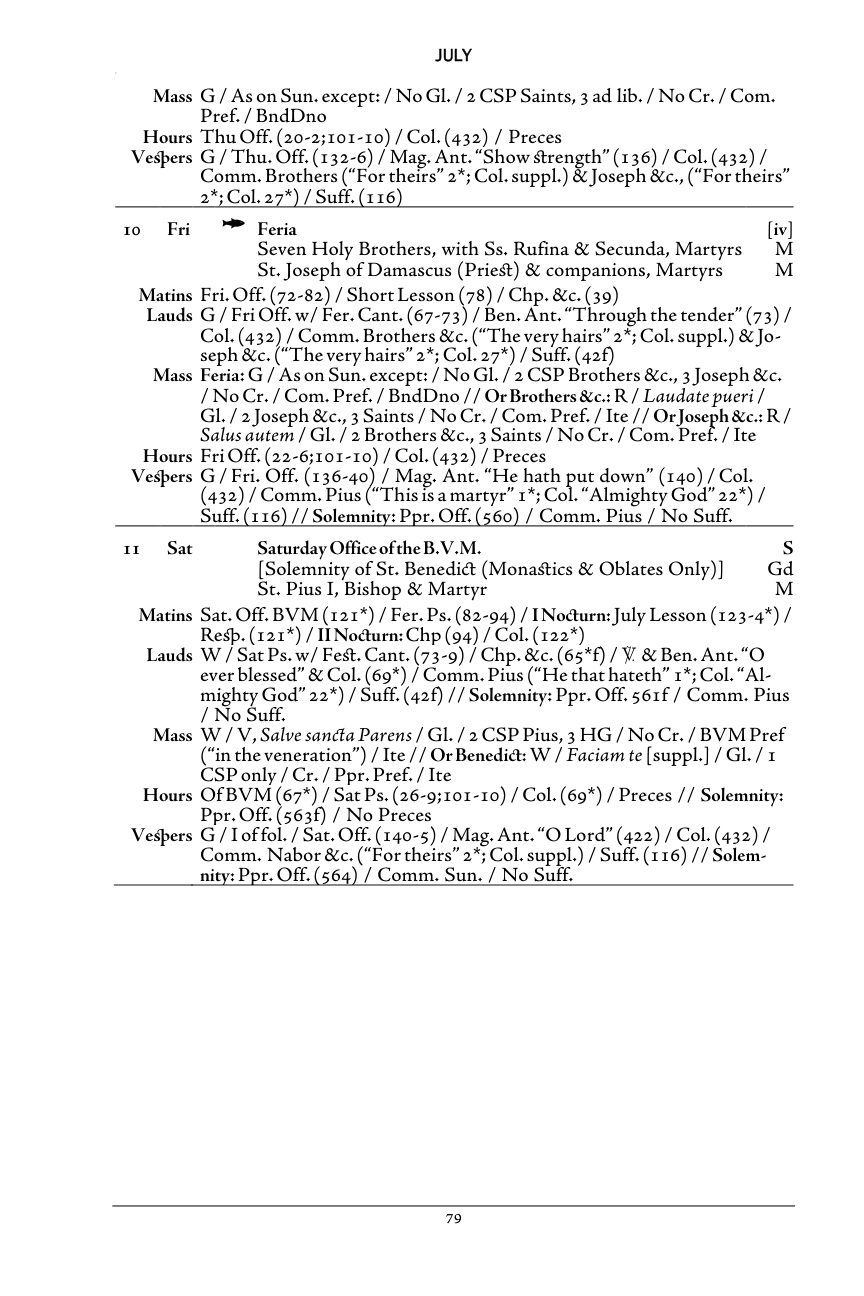 JULY
Mass G / As on Sun. except: / No Gl. / 2 CSP Saints, 3 ad lib. / No Cr. / Com.
Pref. / BndDno
Hours Thu Off. (20-2;101-10) / Col. (432) / Preces
Vespers G / Thu. Off. (132-6) / Mag. Ant. “Show strength” (136) / Col. (432) /
Comm. Brothers (“For theirs” 2*; Col. suppl.) & Joseph &c., (“For theirs”
2*; Col. 27*) / Suff. (116)
10 Fri Feria [iv]
Seven Holy Brothers, with Ss. Rufina & Secunda, Martyrs M
St. Joseph of Damascus (Priest) & companions, Martyrs M
Matins Fri. Off. (72-82) / Short Lesson (78) / Chp. &c. (39)
Lauds G / Fri Off. w/ Fer. Cant. (67-73) / Ben. Ant. “Through the tender” (73) /
Col. (432) / Comm. Brothers &c. (“The very hairs” 2*; Col. suppl.) & Jo-
seph &c. (“The very hairs” 2*; Col. 27*) / Suff. (42f)
Mass Feria: G / As on Sun. except: / No Gl. / 2 CSP Brothers &c., 3 Joseph &c.
/ No Cr. / Com. Pref. / BndDno // Or Brothers &c.: R / Laudate pueri /
Gl. / 2 Joseph &c., 3 Saints / No Cr. / Com. Pref. / Ite // Or Joseph &c.: R /
Salus autem / Gl. / 2 Brothers &c., 3 Saints / No Cr. / Com. Pref. / Ite
Hours Fri Off. (22-6;101-10) / Col. (432) / Preces
Vespers G / Fri. Off. (136-40) / Mag. Ant. “He hath put down” (140) / Col.
(432) / Comm. Pius (“This is a martyr” 1*; Col. “Almighty God” 22*) /
Suff. (116) // Solemnity: Ppr. Off. (560) / Comm. Pius / No Suff.
11 Sat Saturday Office of the B.V.M. S
[Solemnity of St. Benedict (Monastics & Oblates Only)] Gd
St. Pius I, Bishop & Martyr M
Matins Sat. Off. BVM (121*) / Fer. Ps. (82-94) / I Nocturn: July Lesson (123-4*) /
Resp. (121*) / II Nocturn: Chp (94) / Col. (122*)
Lauds W / Sat Ps. w/ Fest. Cant. (73-9) / Chp. &c. (65*f) / ℣. & Ben. Ant. “O
ever blessed” & Col. (69*) / Comm. Pius (“He that hateth” 1*; Col. “Al-
mighty God” 22*) / Suff. (42f) // Solemnity: Ppr. Off. 561f / Comm. Pius
/ No Suff.
Mass W / V, Salve sancta Parens / Gl. / 2 CSP Pius, 3 HG / No Cr. / BVM Pref
(“in the veneration”) / Ite // Or Benedict: W / Faciam te [suppl.] / Gl. / 1
CSP only / Cr. / Ppr. Pref. / Ite
Hours Of BVM (67*) / Sat Ps. (26-9;101-10) / Col. (69*) / Preces // Solemnity:
Ppr. Off. (563f) / No Preces
Vespers G / I of fol. / Sat. Off. (140-5) / Mag. Ant. “O Lord” (422) / Col. (432) /
Comm. Nabor &c. (“For theirs” 2*; Col. suppl.) / Suff. (116) // Solem-
nity: Ppr. Off. (564) / Comm. Sun. / No Suff.
79